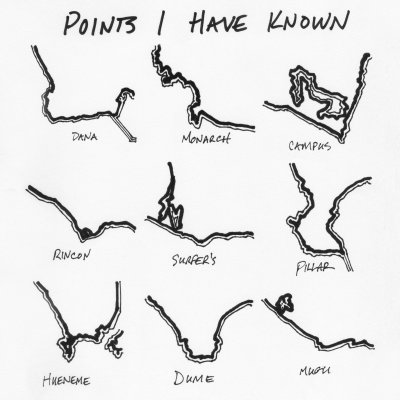 POINTS I HAVE KNOWN
DANA
MONARCH
CAMPUS
RINCON
SURFER'S
PILLAR
HUENEME
DUME
MUGU